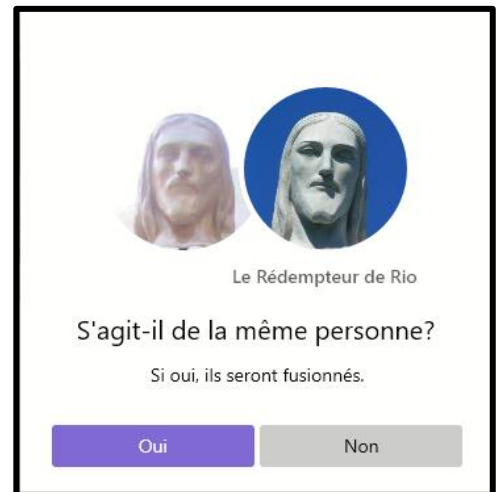 Le Rédempteur de Rio
S'agit-il de la même personne?
Si oui, ils seront fusionnés.
Oui Non